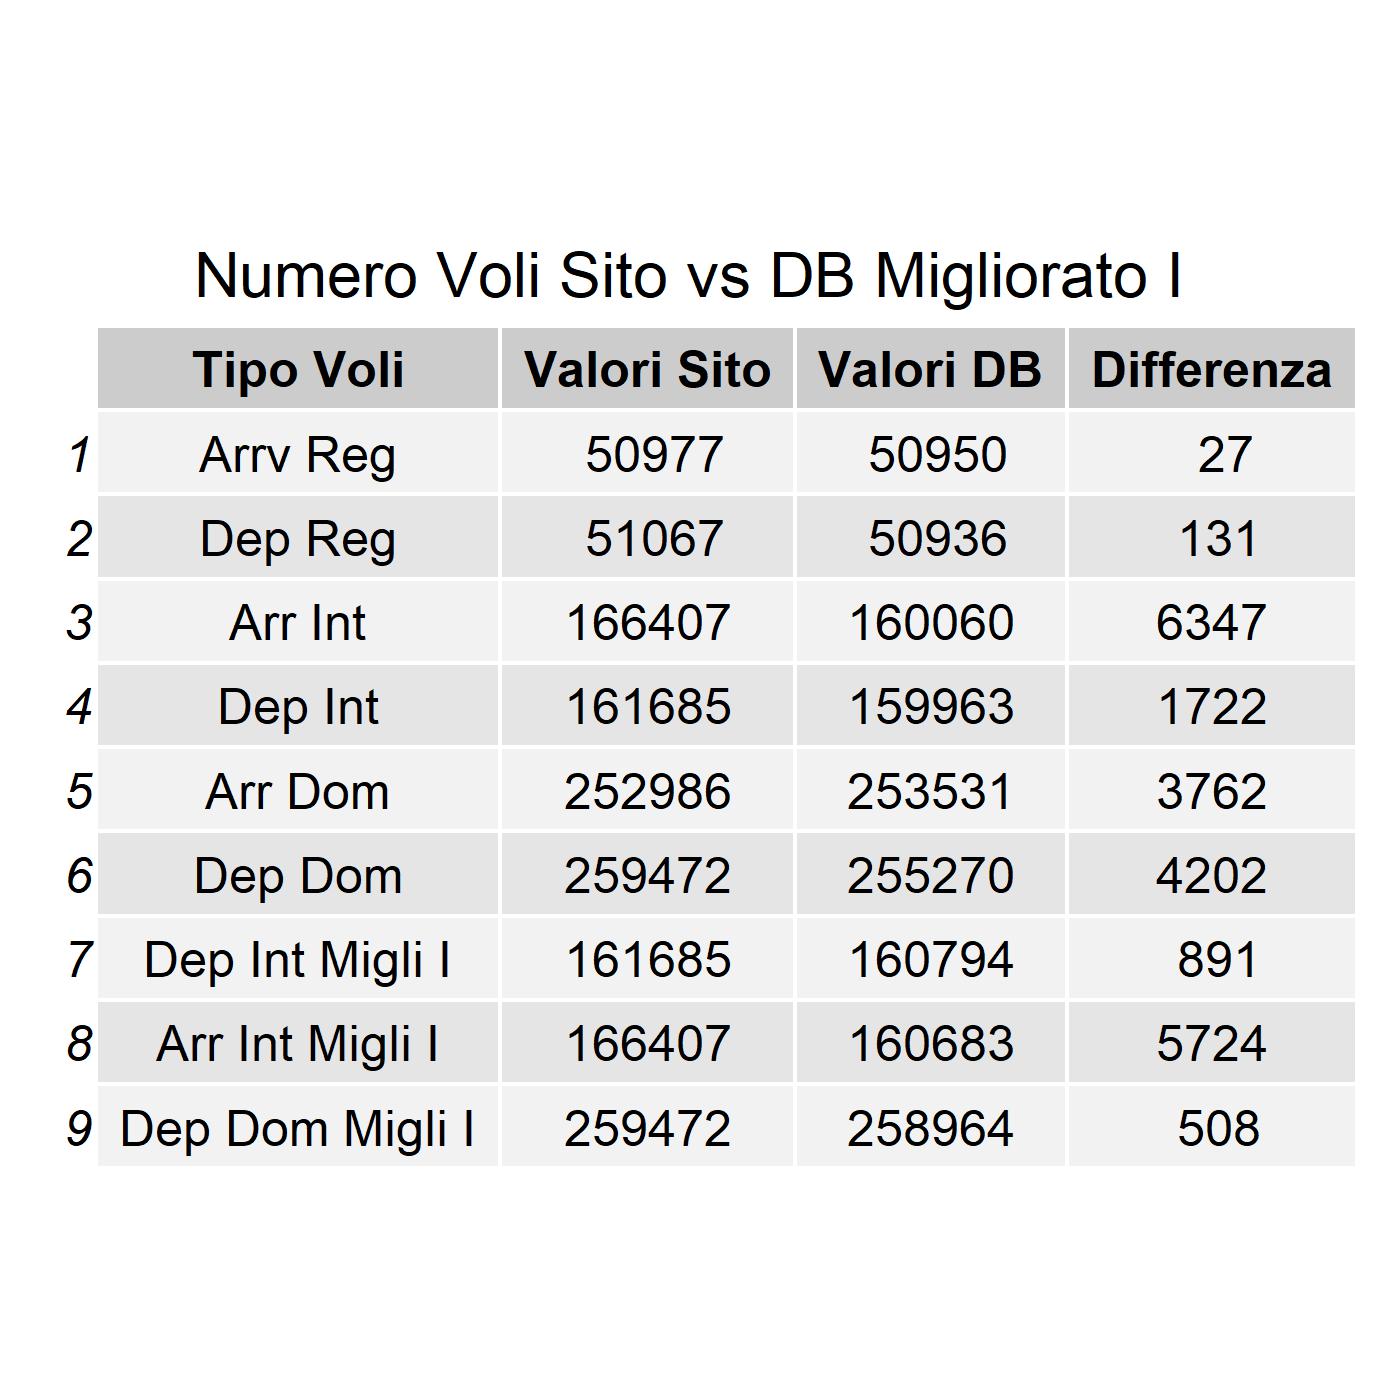 Numero Voli Sito vs DB Migliorato I
Tipo Voli Valori Sito Valori DB Differenza
1 Arrv Reg 50977 50950 27
2 Dep Reg 51067 50936 131
3 Arr Int 166407 160060 6347
4 Dep Int 161685 159963 1722
5 Arr Dom 252986 253531 3762
6 Dep Dom 259472 255270 4202
7 Dep Int Migli I 161685 160794 891
8 Arr Int Migli I 166407 160683 5724
9 Dep Dom Migli I 259472 258964 508